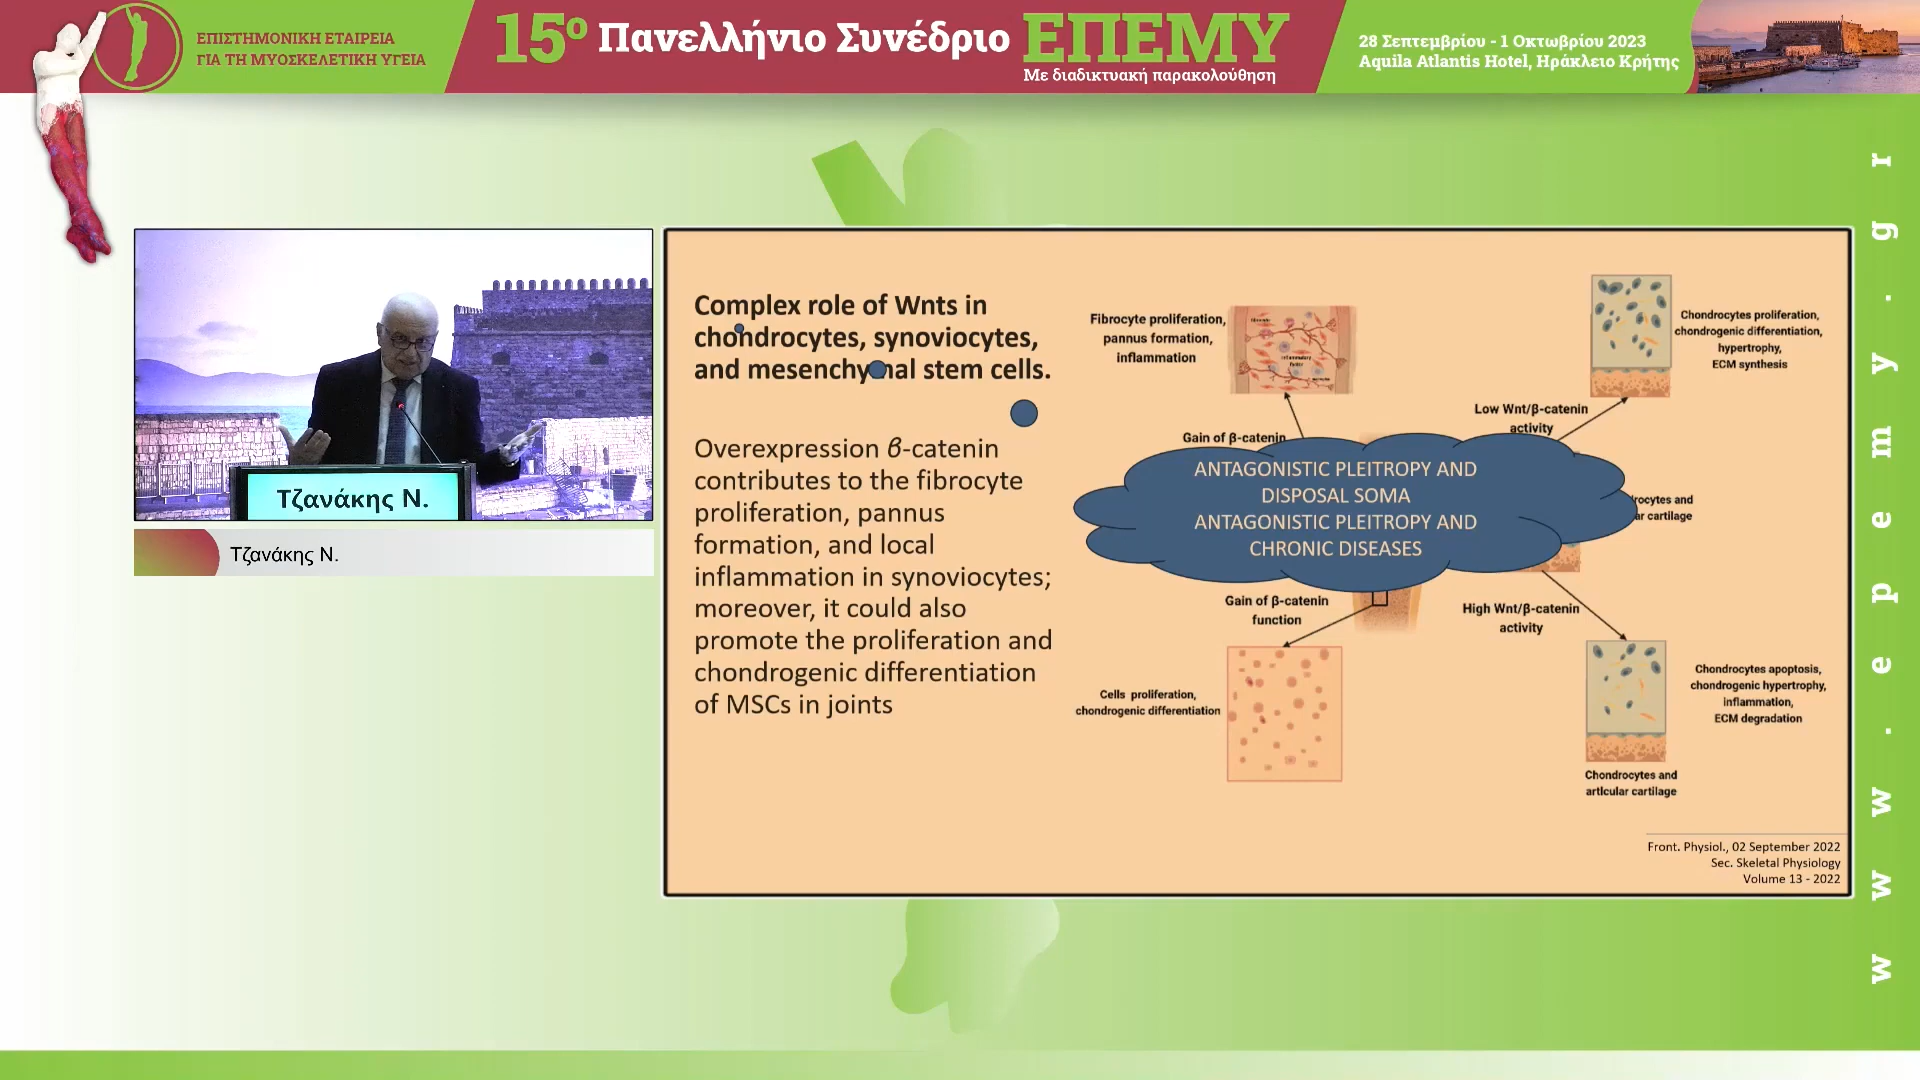 ΕΠΙΣΤΗΜΟΝΙΚΗ ΕΤΑΙΡΕΙΑ
ΓΙΑ ΤΗ ΜΥΟΣΚΕΛΕΤΙΚΗ ΥΓΕΙΑ
15ο Πανελλήνιο Συνέδριο ΕΠΕΜΥ
Με διαδικτυακή παρακολούθηση
28 Σεπτεμβρίου - 1 Οκτωβρίου 2023
Aquila Atlantis Hotel, Ηράκλειο Κρήτης
Τζανάκης Ν.
Τζανάκης Ν.
Complex role of Wnts in
chondrocytes, synoviocytes,
and mesenchy nal stem cells.
Overexpression β-catenin
contributes to the fibrocyte
proliferation, pannus
formation, and local
inflammation in synoviocytes;
moreover, it could also
promote the proliferation and
chondrogenic differentiation
of MSCs in joints
Fibrocyte proliferation,
pannus formation,
inflammation
Gain of β-catenin
Chondrocytes proliferation,
chondrogenic differentiation,
hypertrophy,
ECM synthesis
Low Wnt/β-catenin
activity
ANTAGONISTIC PLEITROPY AND
DISPOSAL SOMA
ANTAGONISTIC PLEITROPY AND
CHRONIC DISEASES
rocytes and
ar cartilage
Gain of β-catenin
function
High Wnt/β-catenin
activity
Cells proliferation,
chondrogenic differentiation
Chondrocytes apoptosis,
chondrogenic hypertrophy,
inflammation,
ECM degradation
Chondrocytes and
articular cartilage
Front. Physiol., 02 September 2022
Sec. Skeletal Physiology
Volume 13 - 2022
www.epemy.gr